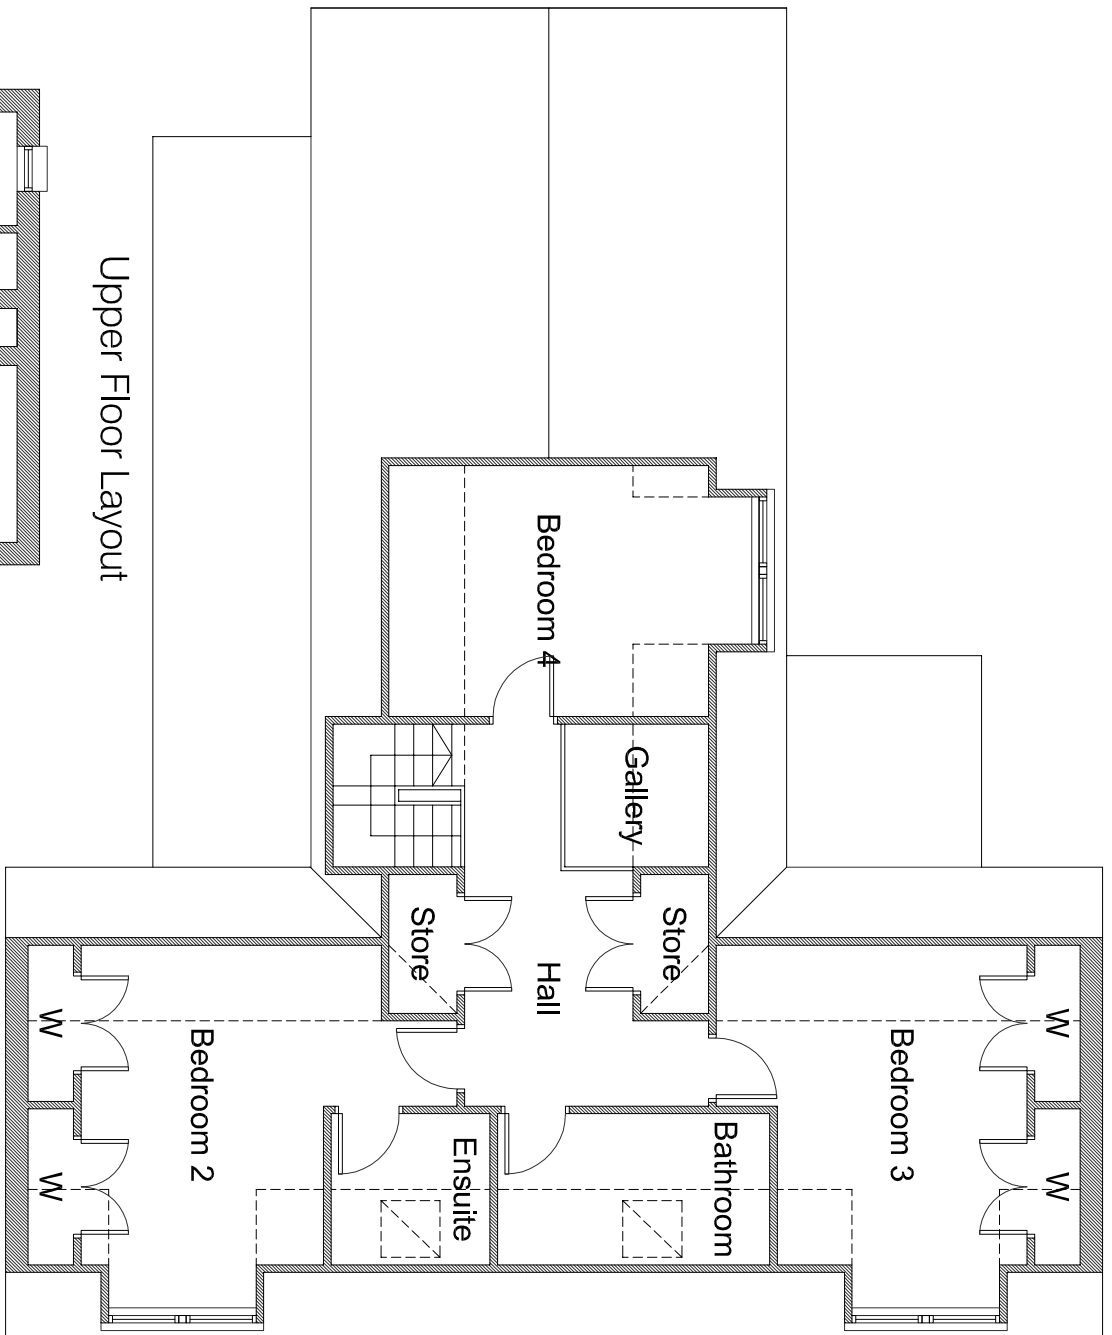 W
W
Bedroom 3
Bathroom
Store
Gallery
Hall
Bedroom 4
Ensuite
Store
Bedroom 2
W
W
Upper Floor Layout